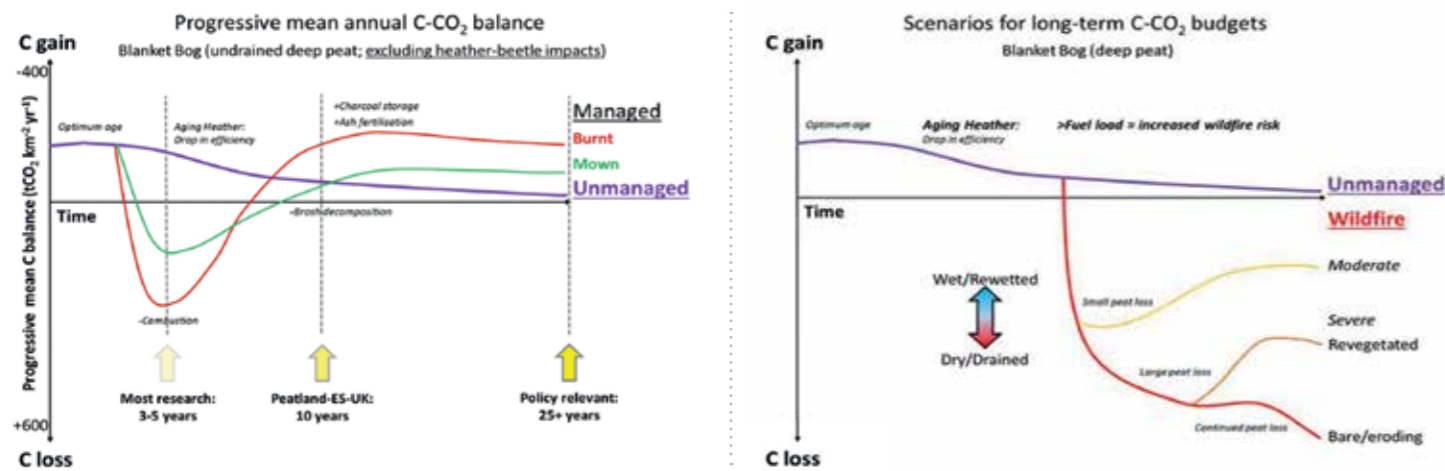 Progressive mean annual C-CO₂ balance
C gain
Blanket Bog (undrained deep peat; excluding heather-beetle impacts)
-400
Progressive mean C balance (tCO₂ km⁻² yr⁻¹)
+Charcoal storage
+Ash fertilisation
Managed
Optimum age
Aging Heather:
Drop in efficiency
Burnt
Mown
Unmanaged
Time
-Brash decomposition
-Combustion
Most research:
3-5 years
Peatland-ES-UK:
10 years
Policy relevant:
25+ years
+600
C loss
Scenarios for long-term C-CO₂ budgets
C gain
Blanket Bog (deep peat)
Optimum age
Aging Heather:
Drop in efficiency
>Fuel load = increased wildfire risk
Unmanaged
Time
Wildfire
Moderate
Wet/Rewetted
Small peat loss
Severe
Revegetated
Dry/Drained
Large peat loss
Continued peat loss
Bare/eroding
C loss